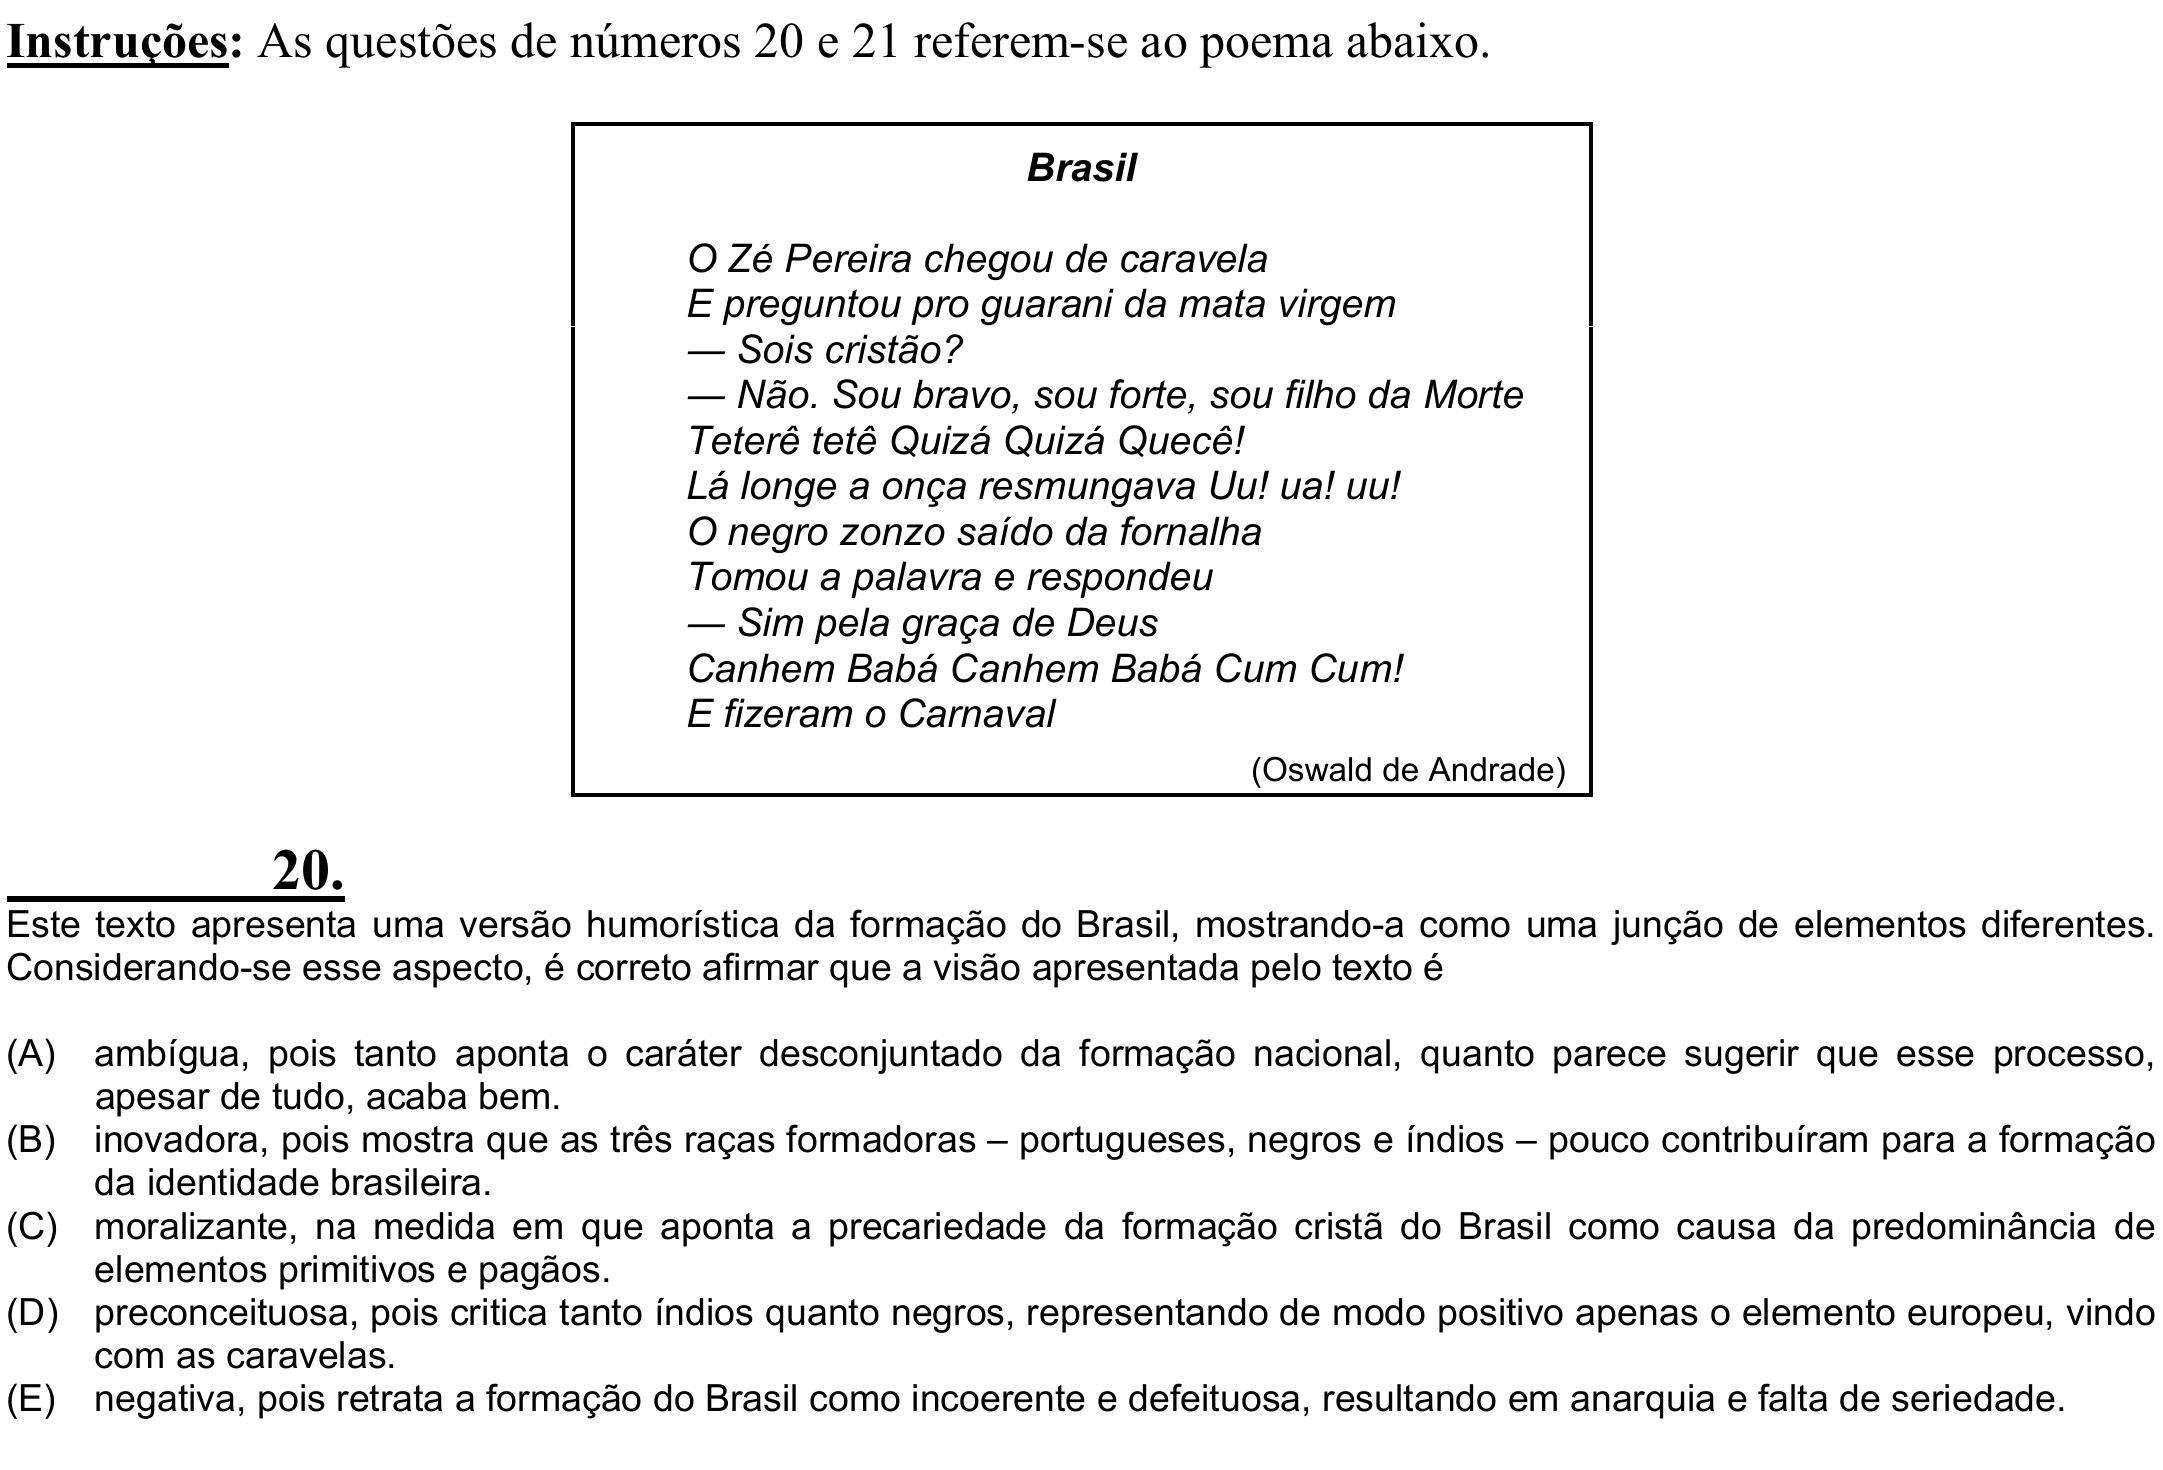 Instruções: As questões de números 20 e 21 referem-se ao poema abaixo.
Brasil
O Zé Pereira chegou de caravela
E preguntou pro guarani da mata virgem
— Sois cristão?
— Não. Sou bravo, sou forte, sou filho da Morte
Teterê tetê Quizá Quizá Quecê!
Lá longe a onça resmungava Uu! ua! uu!
O negro zonzo saído da fornalha
Tomou a palavra e respondeu
— Sim pela graça de Deus
Canhem Babá Canhem Babá Cum Cum!
E fizeram o Carnaval
(Oswald de Andrade)
20.
Este texto apresenta uma versão humorística da formação do Brasil, mostrando-a como uma junção de elementos diferentes.
Considerando-se esse aspecto, é correto afirmar que a visão apresentada pelo texto é
(A) ambígua, pois tanto aponta o caráter desconjuntado da formação nacional, quanto parece sugerir que esse processo,
apesar de tudo, acaba bem.
(B) inovadora, pois mostra que as três raças formadoras – portugueses, negros e índios – pouco contribuíram para a formação
da identidade brasileira.
(C) moralizante, na medida em que aponta a precariedade da formação cristã do Brasil como causa da predominância de
elementos primitivos e pagãos.
(D) preconceituosa, pois critica tanto índios quanto negros, representando de modo positivo apenas o elemento europeu, vindo
com as caravelas.
(E) negativa, pois retrata a formação do Brasil como incoerente e defeituosa, resultando em anarquia e falta de seriedade.